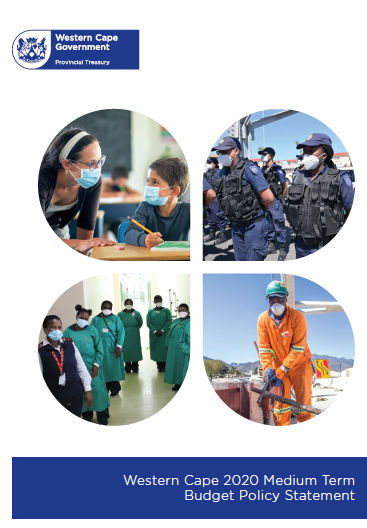 Western Cape
Government
Provincial Treasury
Western Cape 2020 Medium Term
Budget Policy Statement